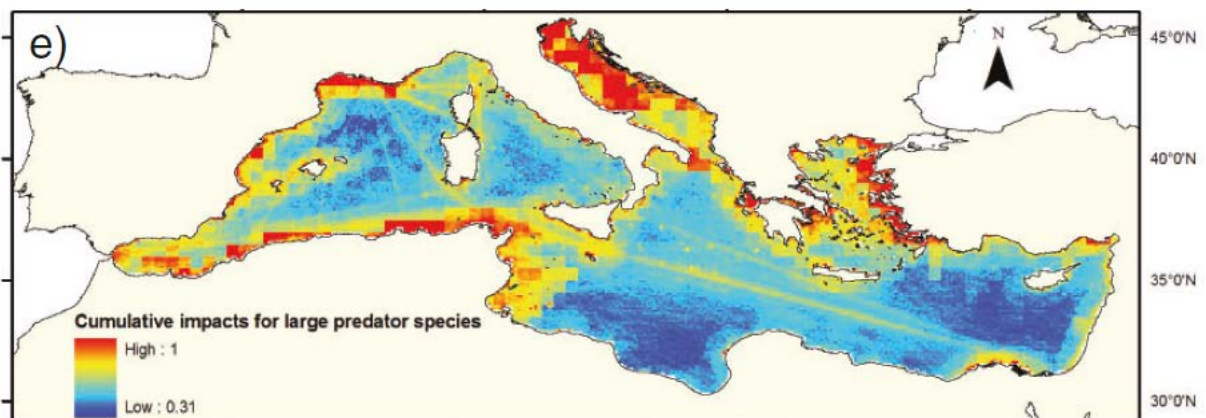 e)
N
45°0'N
40°0'N
35°0'N
Cumulative impacts for large predator species
High : 1
Low : 0.31
30°0'N